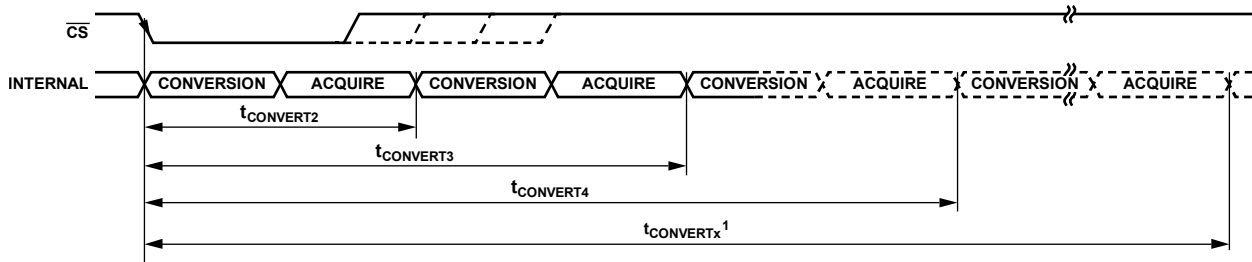 CS
INTERNAL CONVERSION ACQUIRE CONVERSION ACQUIRE CONVERSION ACQUIRE CONVERSION ACQUIRE
tCONVERT2
tCONVERT3
tCONVERT4
tCONVERTx1